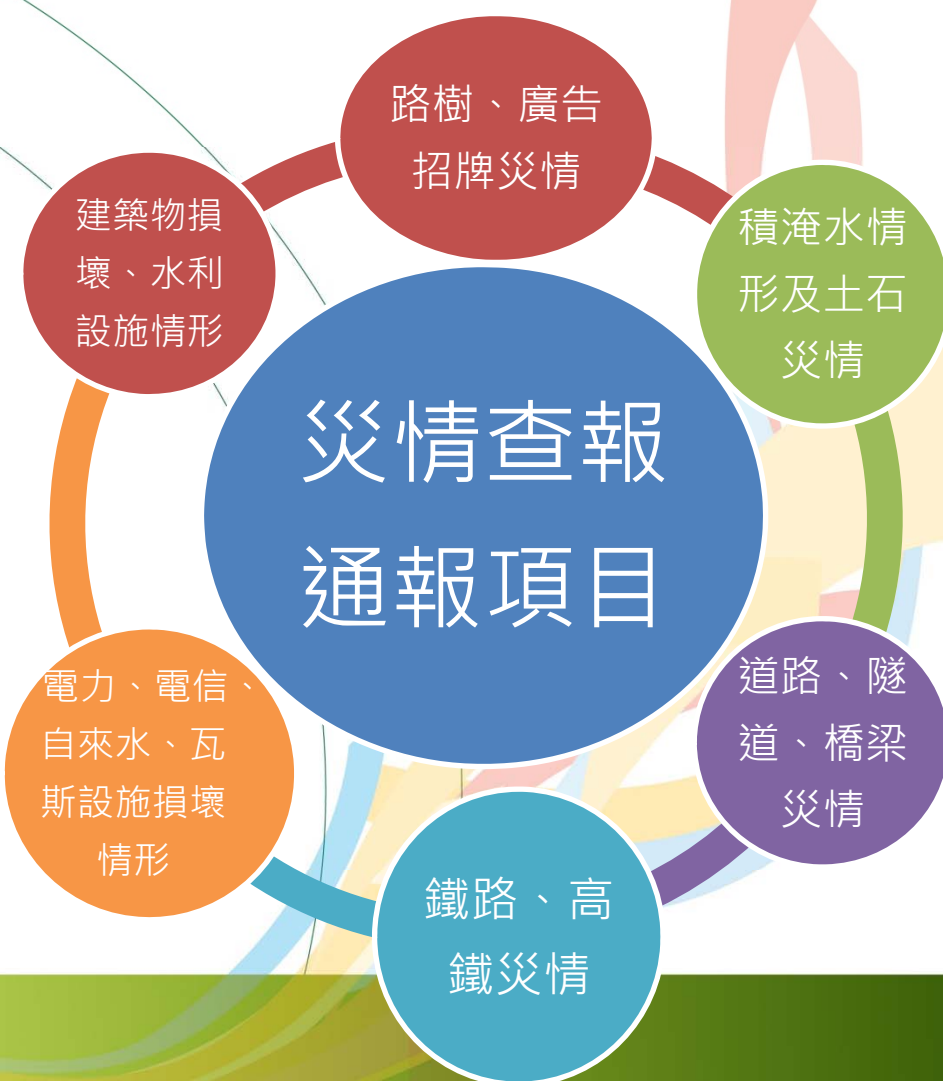 路樹、廣告
招牌災情
積淹水情
形及土石
災情
道路、隧
道、橋梁
災情
鐵路、高
鐵災情
電力、電信、
自來水、瓦
斯設施損壞
情形
建築物損
壞、水利
設施情形
災情查報
通報項目